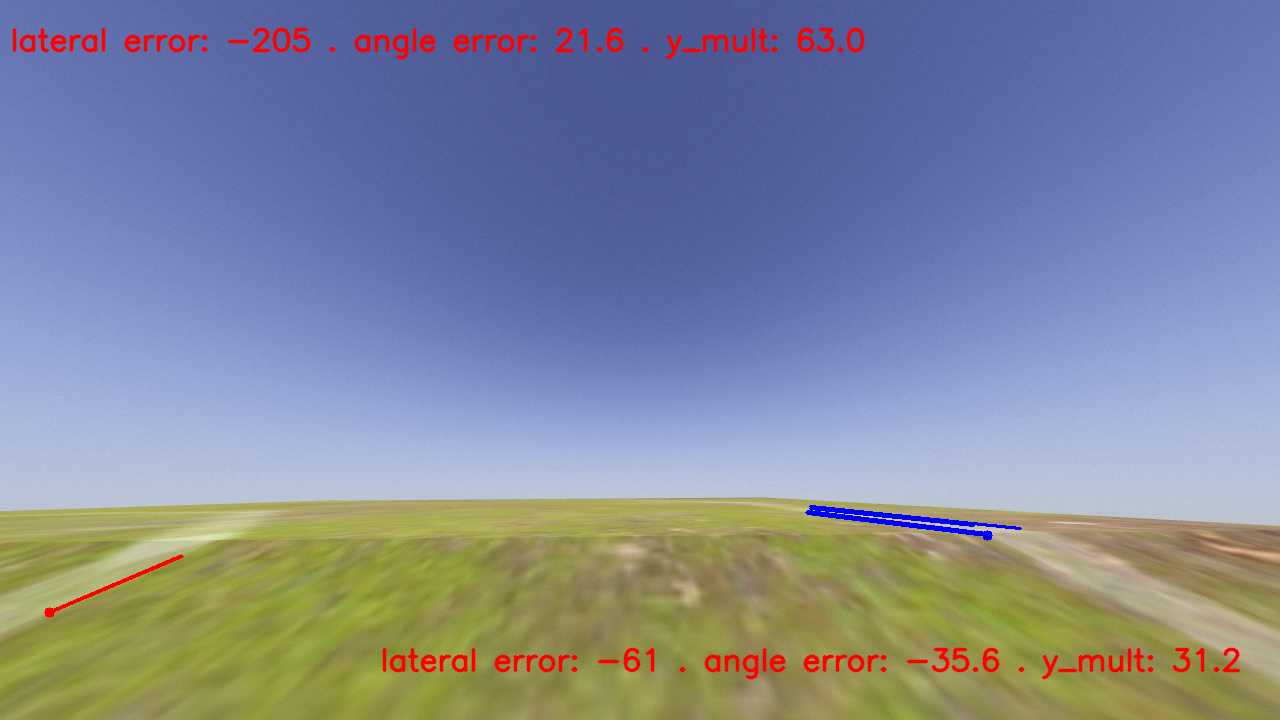 lateral error: -205 . angle error: 21.6 . y_mult: 63.0
lateral error: -61 . angle error: -35.6 . y_mult: 31.2